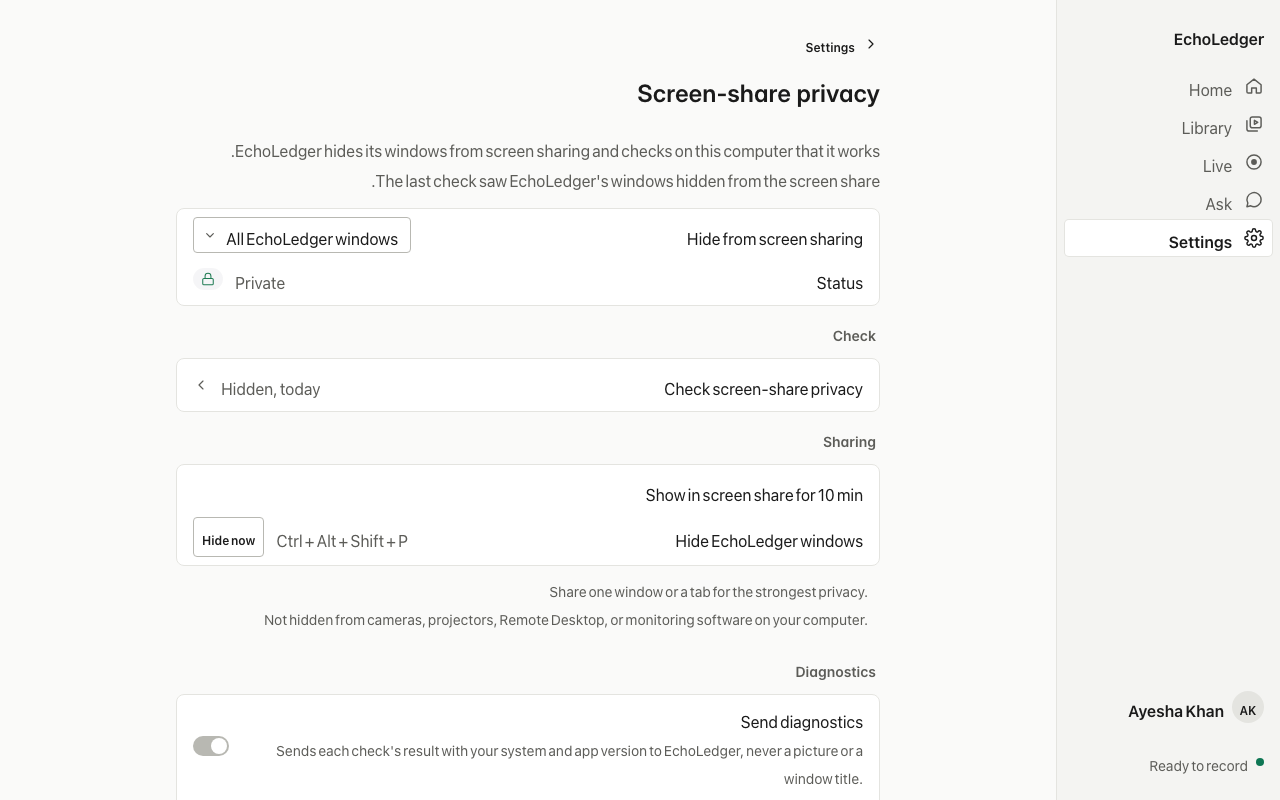 EchoLedger
Home
Library
Live
Ask
Settings
Ayesha Khan
AK
Ready to record
Settings
Screen-share privacy
.EchoLedger hides its windows from screen sharing and checks on this computer that it works
.The last check saw EchoLedger's windows hidden from the screen share
Hide from screen sharing
All EchoLedger windows
Status
Private
Check
Check screen-share privacy
Hidden, today
Sharing
Show in screen share for 10 min
Hide EchoLedger windows
Ctrl+Alt+Shift+P
Hide now
Share one window or a tab for the strongest privacy.
Not hidden from cameras, projectors, Remote Desktop, or monitoring software on your computer.
Diagnostics
Send diagnostics
Sends each check's result with your system and app version to EchoLedger, never a picture or a
window title.